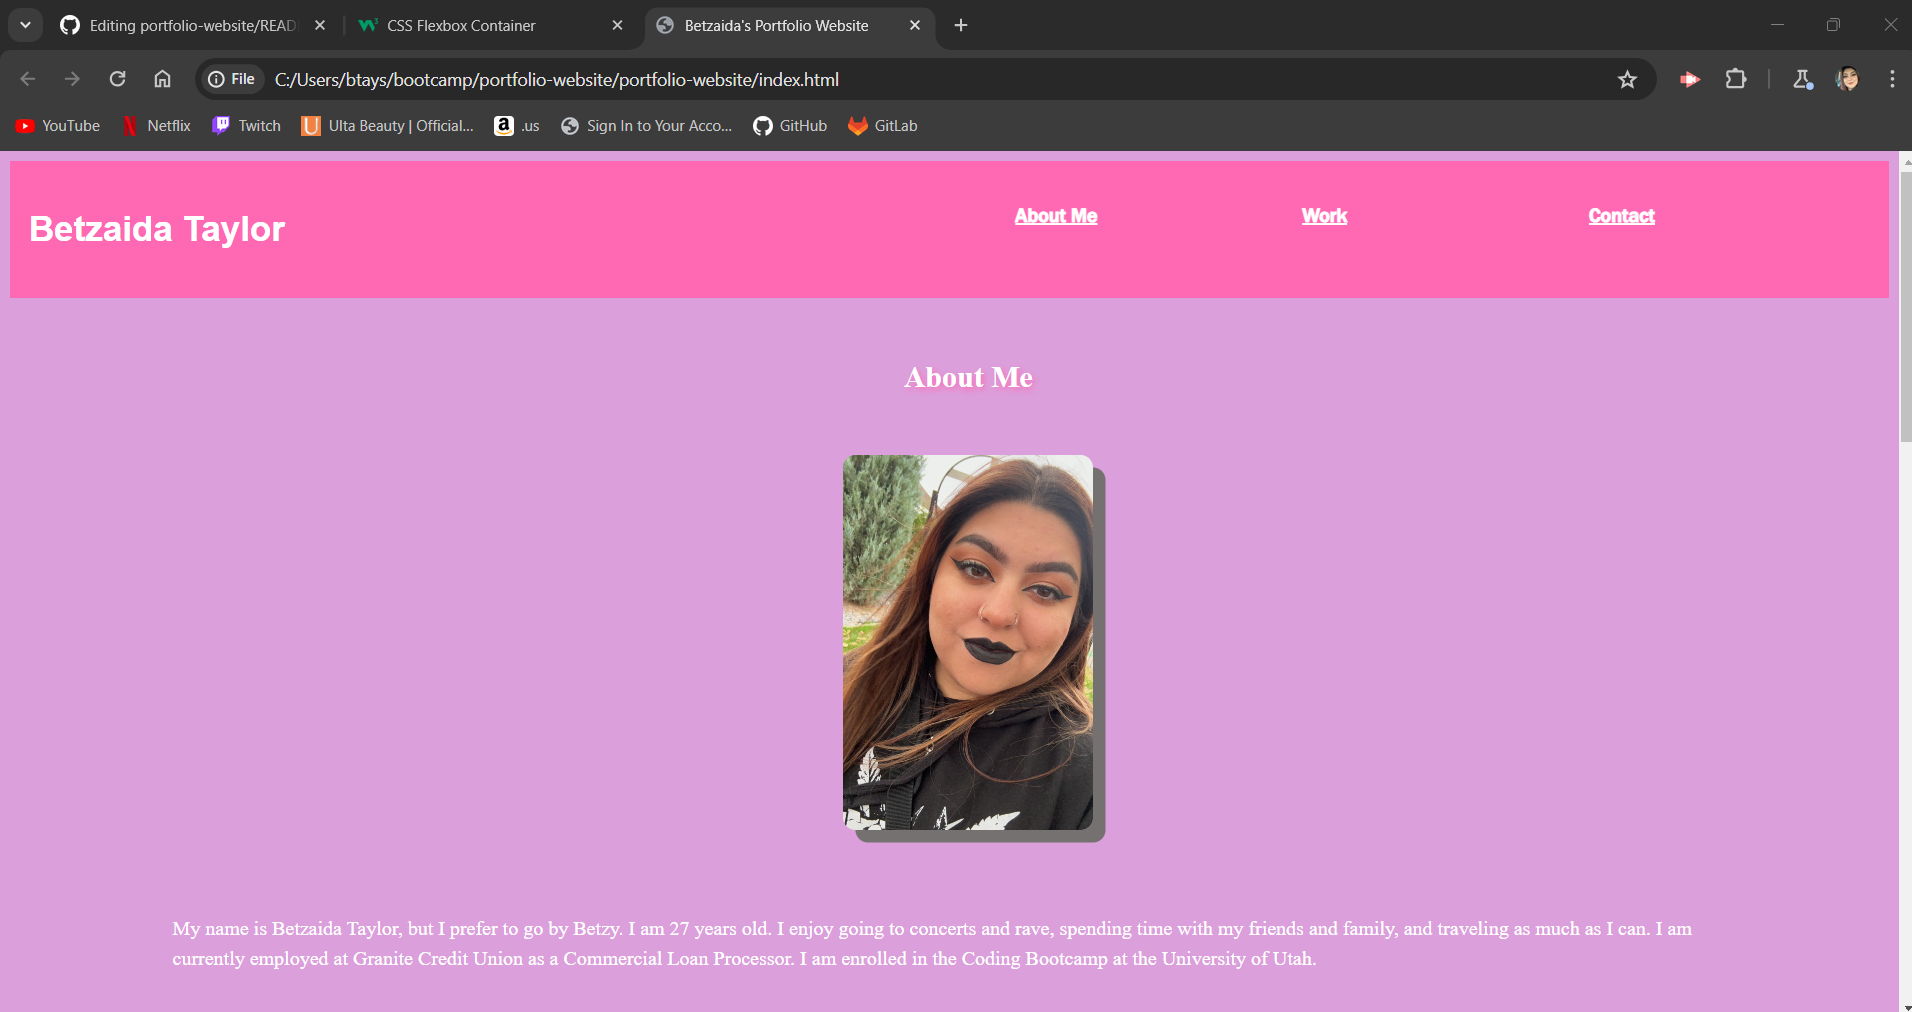 Editing portfolio-website/READ
CSS Flexbox Container
Betzaida's Portfolio Website
File
C:/Users/btays/bootcamp/portfolio-website/portfolio-website/index.html
YouTube
Netflix
Twitch
Ulta Beauty | Official...
.us
Sign In to Your Acco...
GitHub
GitLab
Betzaida Taylor
About Me
Work
Contact
About Me
My name is Betzaida Taylor, but I prefer to go by Betzy. I am 27 years old. I enjoy going to concerts and rave, spending time with my friends and family, and traveling as much as I can. I am
currently employed at Granite Credit Union as a Commercial Loan Processor. I am enrolled in the Coding Bootcamp at the University of Utah.